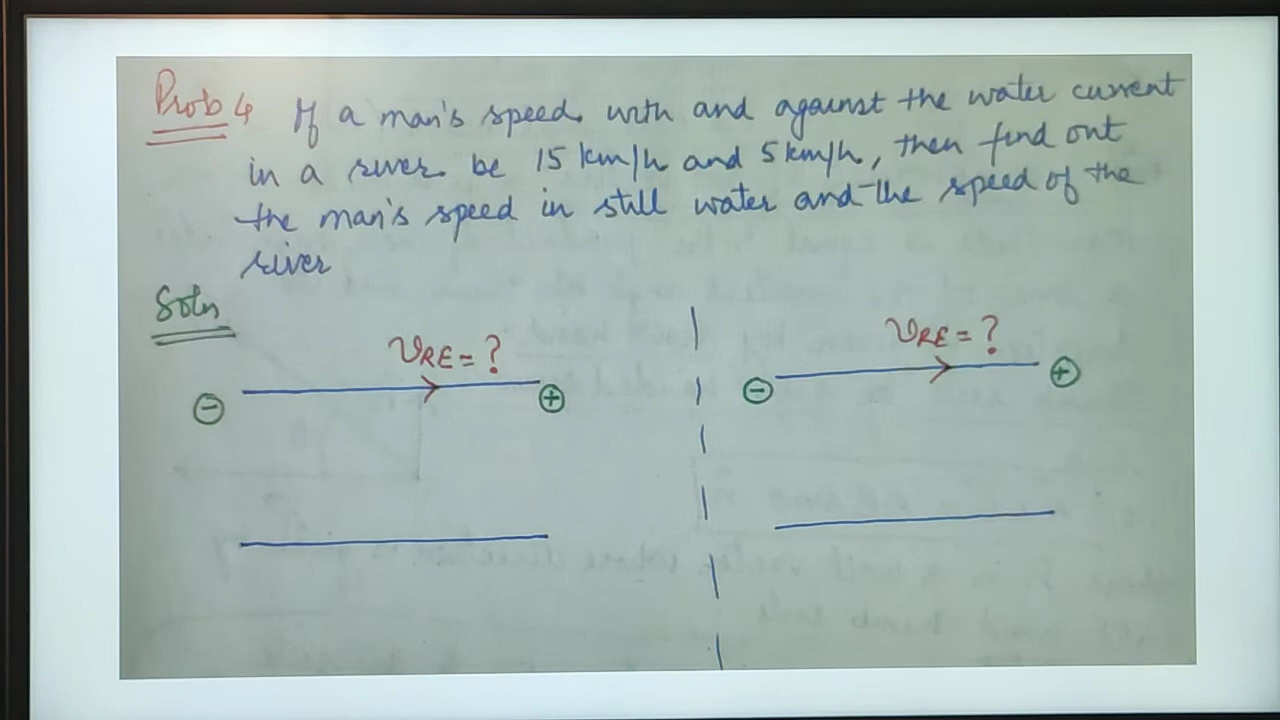 Prob 4 If a man's speed with and against the water current
in a river be 15 km/h and 5 km/h, then find out
the man's speed in still water and the speed of the
river
Soln
VRE = ?
VRE = ?
⊖ ⊕
⊖ ⊕